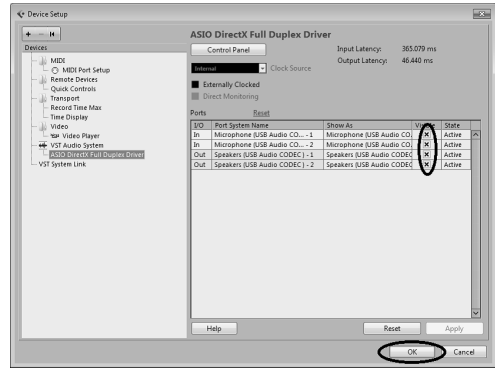 Device Setup
Devices
MIDI
MIDI Port Setup
Remote Devices
Quick Controls
Transport
Record Time Max
Time Display
Video
Video Player
VST Audio System
ASIO DirectX Full Duplex Driver
VST System Link
ASIO DirectX Full Duplex Driver
Control Panel
Input Latency: 365.079 ms
Output Latency: 46.440 ms
Internal Clock Source
Externally Clocked
Direct Monitoring
Ports Reset
I/O Port System Name Show As Visible State
In Microphone (USB Audio CO... - 1 Microphone (USB Audio CO. Active
In Microphone (USB Audio CO... - 2 Microphone (USB Audio CO. Active
Out Speakers (USB Audio CODEC ) - 1 Speakers (USB Audio CODEC Active
Out Speakers (USB Audio CODEC ) - 2 Speakers (USB Audio CODEC Active
Help Reset Apply
OK Cancel